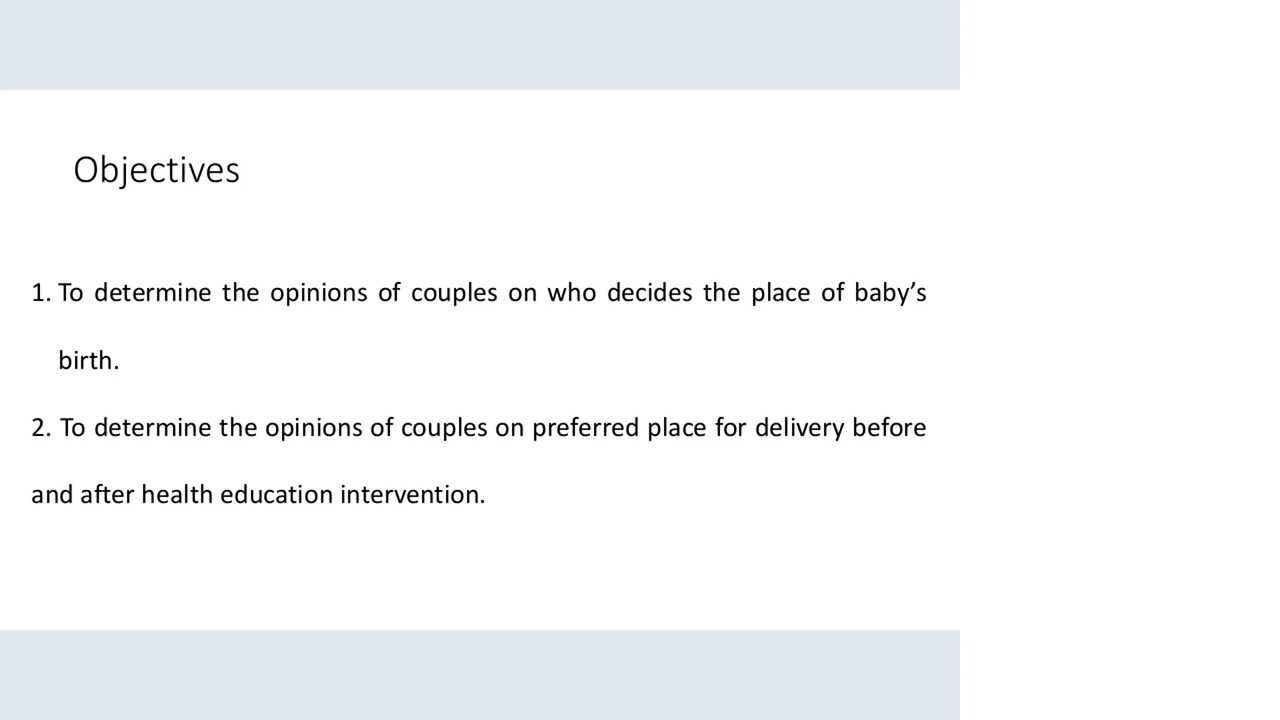 Objectives
1. To determine the opinions of couples on who decides the place of baby’s
birth.
2. To determine the opinions of couples on preferred place for delivery before
and after health education intervention.